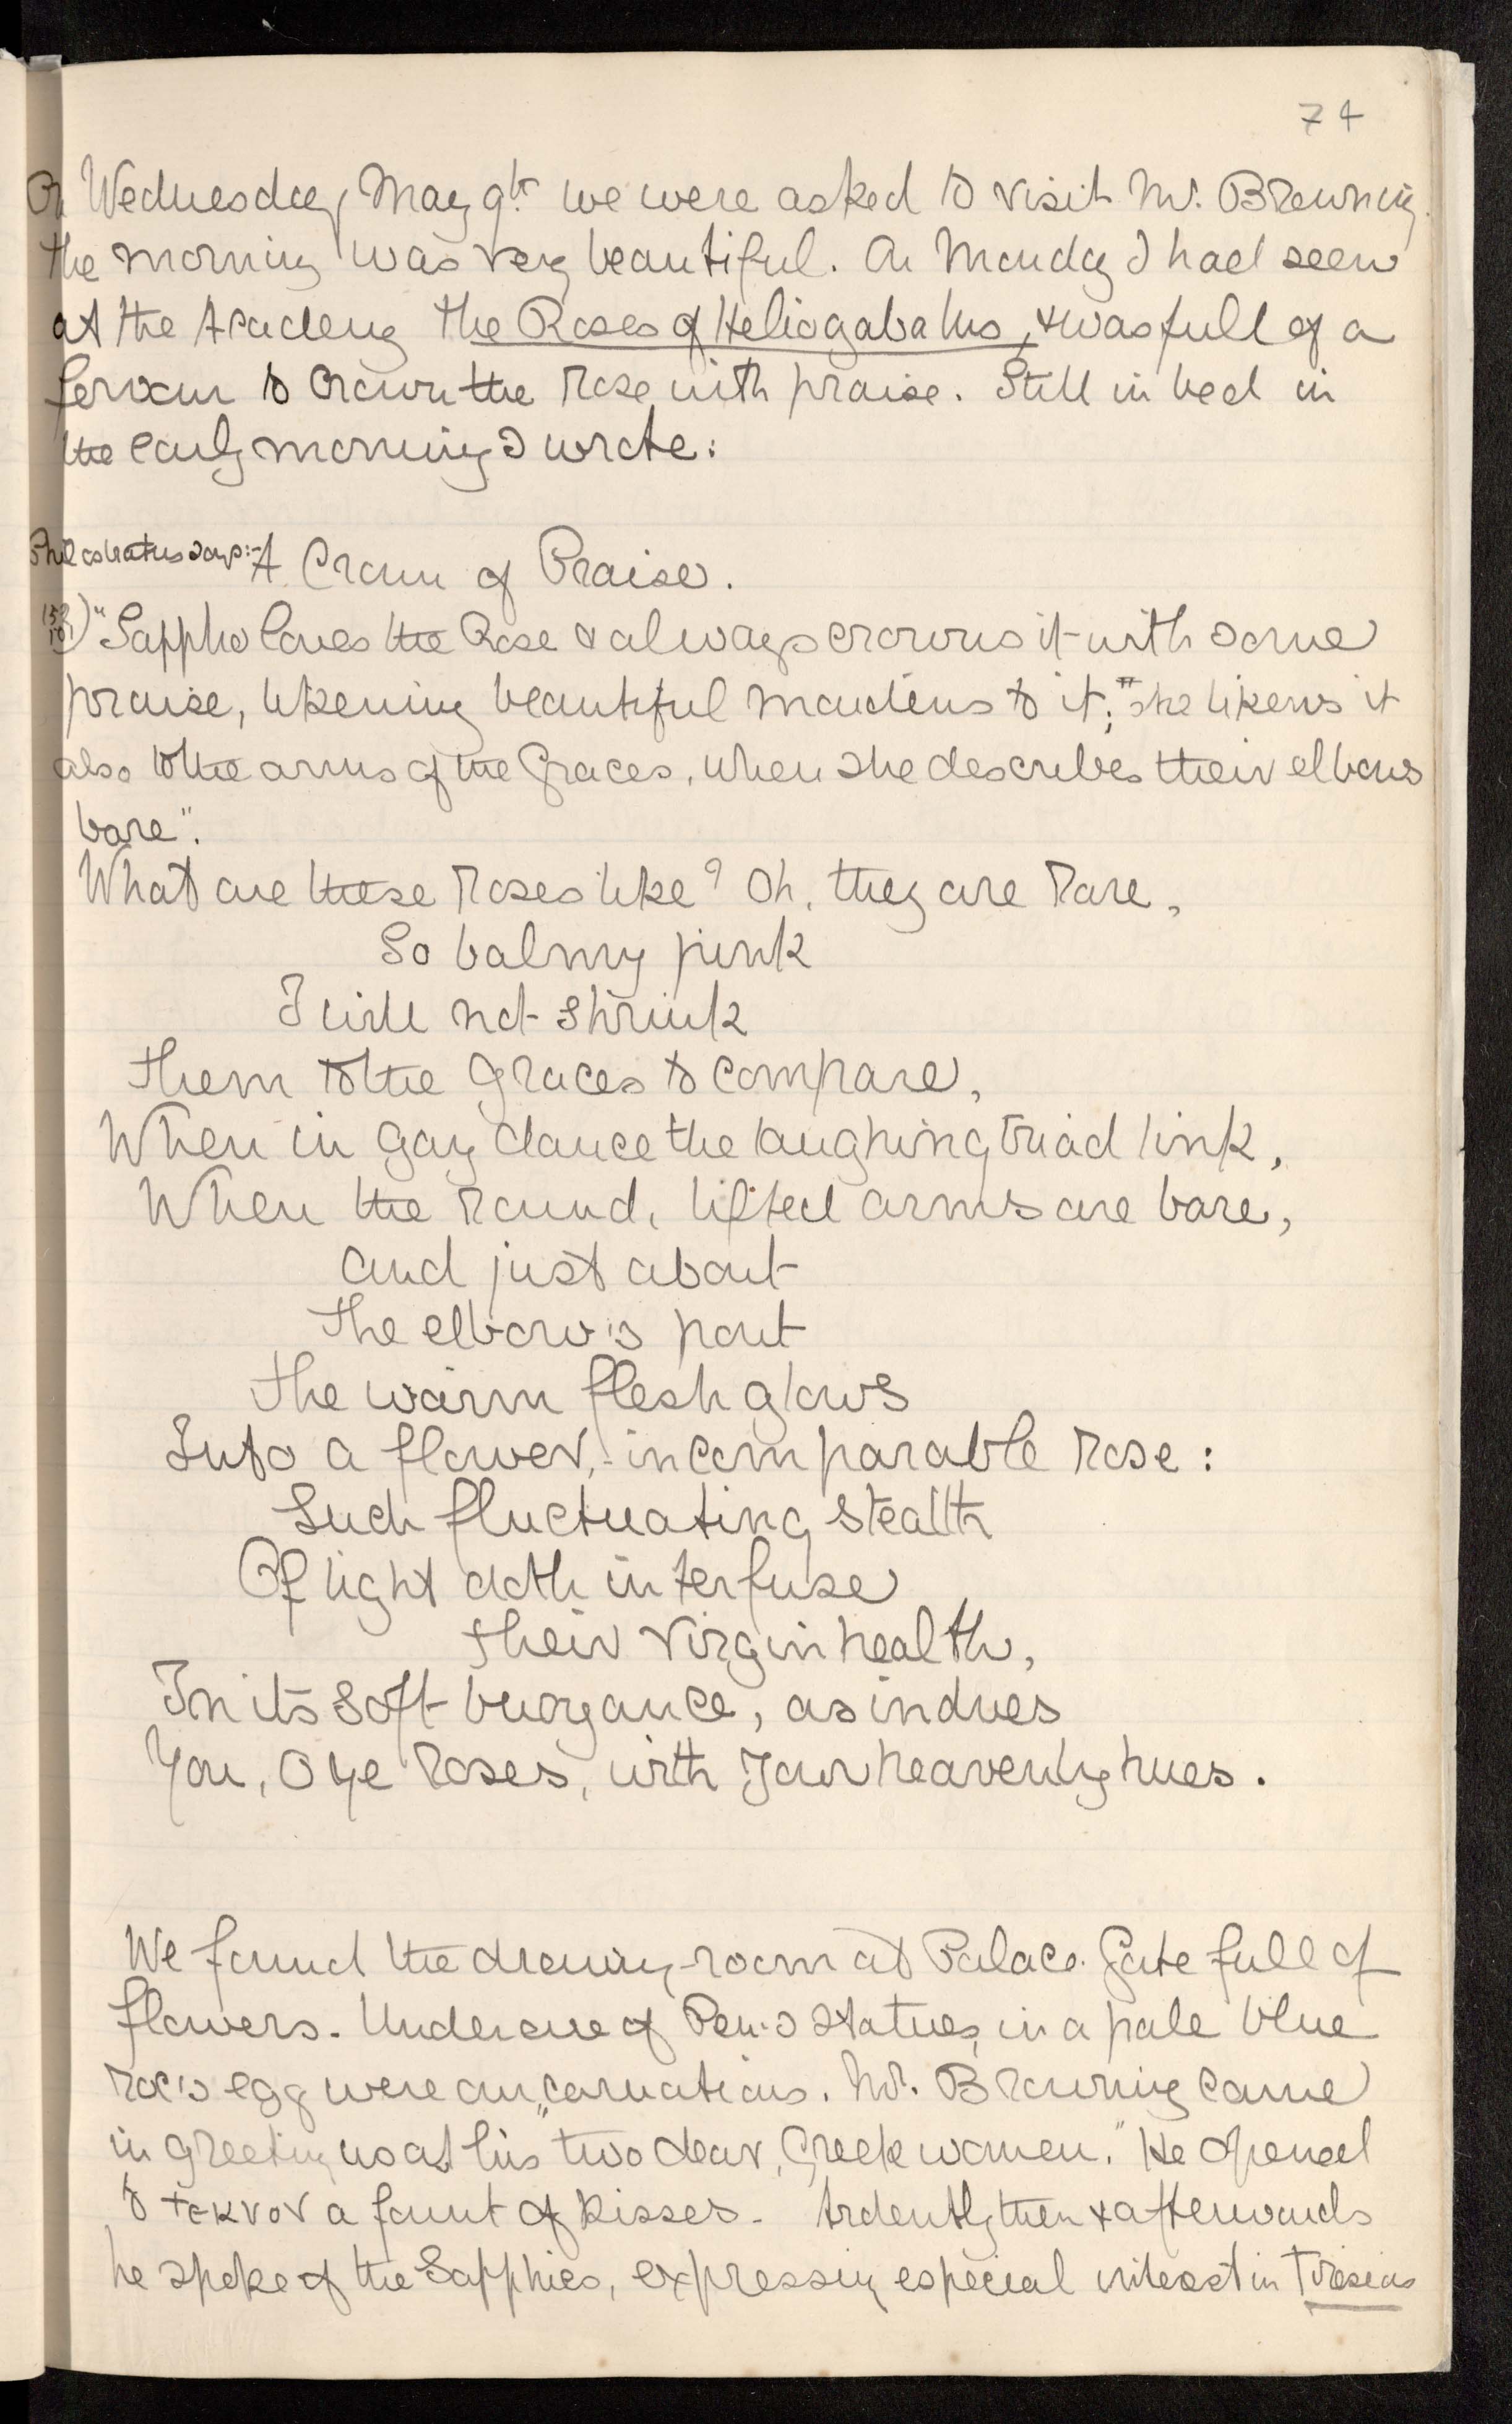 74
On Wednesday, May 9th we were asked to visit Mr. Browning.
the morning was very beautiful. On Monday I had seen
at the Academy the Roses of Heliogabalus, & was full of a
fervour to crown the rose with praise. Still in bed in
the early morning I wrote:
Philostratus says:-
A Crown of Praise.
"Sappho loves the Rose & always crowns it with some
praise, likening beautiful maidens to it; she likens it
also to the arms of the Graces, when she describes their elbows
bare".
What are these roses like? Oh, they are rare,
So balmy pink
I will not shrink
Them to the Graces to compare,
When in gay dance the laughing triad link,
When the round, lifted arms are bare,
And just about
The elbow's pout
The warm flesh glows
Into a flower,- incomparable rose:
Such fluctuating stealth
Of light doth interfuse
Their virgin health,
In its soft buoyance, as indues
You, O ye Roses, with your heavenly hues.
We found the drawing-room at Palace Gate full of
flowers. Under one of Pen's statues, in a pale blue
roc's egg were our carnations. Mr. Browning came
in greeting us as his "two dear, Greek women." He opened
to τέκνον a fount of kisses. Ardently then & afterwards
he spoke of the Sapphics, expressing especial interest in Tiresias